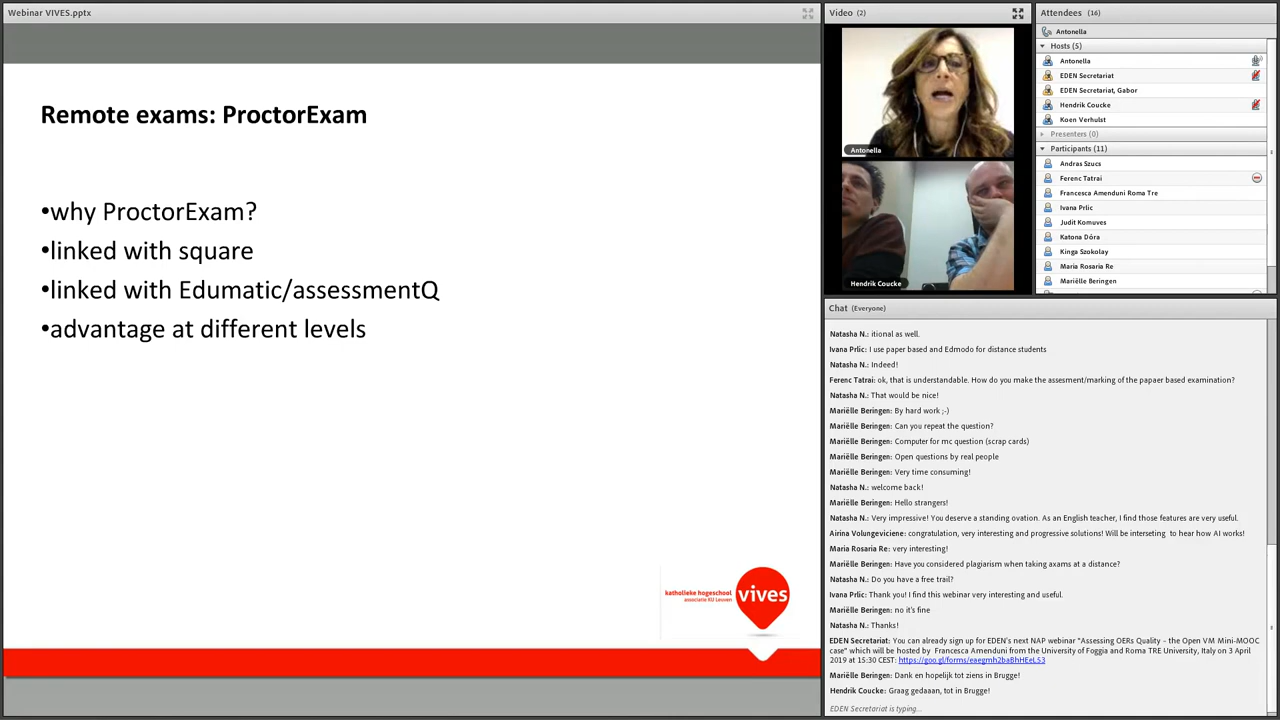 Webinar VIVES.pptx
Remote exams: ProctorExam
•why ProctorExam?
•linked with square
•linked with Edumatic/assessmentQ
•advantage at different levels
katholieke hogeschool
associatie KU Leuven
vives
Video (2)
Antonella
Hendrik Coucke
Attendees (16)
Antonella
Hosts (5)
Antonella
EDEN Secretariat
EDEN Secretariat, Gabor
Hendrik Coucke
Koen Verhulst
Presenters (0)
Participants (11)
Andras Szucs
Ferenc Tatrai
Francesca Amenduni Roma Tre
Ivana Prlic
Judit Komuves
Katona Dóra
Kinga Szokolay
Maria Rosaria Re
Mariëlle Beringen
Chat (Everyone)
Natasha N.: itional as well.
Ivana Prlic: I use paper based and Edmodo for distance students
Natasha N.: Indeed!
Ferenc Tatrai: ok, that is understandable. How do you make the assesment/marking of the papaer based examination?
Natasha N.: That would be nice!
Mariëlle Beringen: By hard work ;-)
Mariëlle Beringen: Can you repeat the question?
Mariëlle Beringen: Computer for mc question (scrap cards)
Mariëlle Beringen: Open questions by real people
Mariëlle Beringen: Very time consuming!
Natasha N.: welcome back!
Mariëlle Beringen: Hello strangers!
Natasha N.: Very impressive! You deserve a standing ovation. As an English teacher, I find those features are very useful.
Airina Volungeviciene: congratulation, very interesting and progressive solutions! Will be interseting to hear how AI works!
Maria Rosaria Re: very interesting!
Mariëlle Beringen: Have you considered plagiarism when taking axams at a distance?
Natasha N.: Do you have a free trail?
Ivana Prlic: Thank you! I find this webinar very interesting and useful.
Mariëlle Beringen: no it's fine
Natasha N.: Thanks!
EDEN Secretariat: You can already sign up for EDEN's next NAP webinar "Assessing OERs Quality - the Open VM Mini-MOOC
case" which will be hosted by Francesca Amenduni from the University of Foggia and Roma TRE University, Italy on 3 April
2019 at 15:30 CEST: https://goo.gl/forms/eaegmh2baBhHEeL53
Mariëlle Beringen: Dank en hopelijk tot ziens in Brugge!
Hendrik Coucke: Graag gedaaan, tot in Brugge!
EDEN Secretariat is typing...